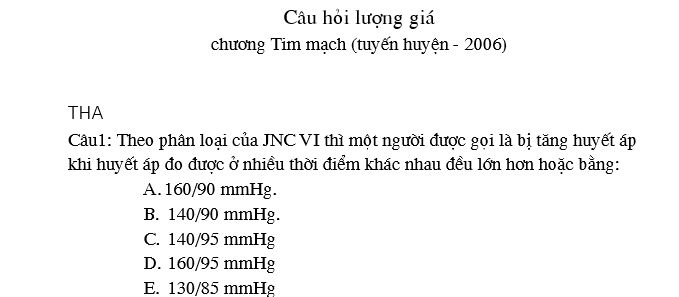 Câu hỏi lượng giá
chương Tim mạch (tuyến huyện - 2006)
THA
Câu1: Theo phân loại của JNC VI thì một người được gọi là bị tăng huyết áp
khi huyết áp đo được ở nhiều thời điểm khác nhau đều lớn hơn hoặc bằng:
A. 160/90 mmHg.
B. 140/90 mmHg.
C. 140/95 mmHg
D. 160/95 mmHg
E. 130/85 mmHg